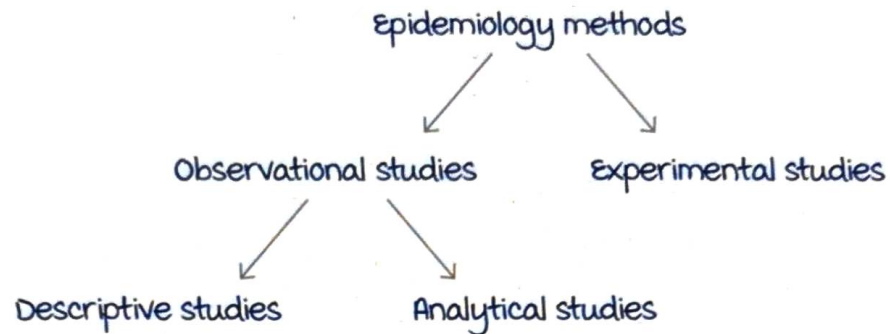 Epidemiology methods
Observational studies
Experimental studies
Descriptive studies
Analytical studies